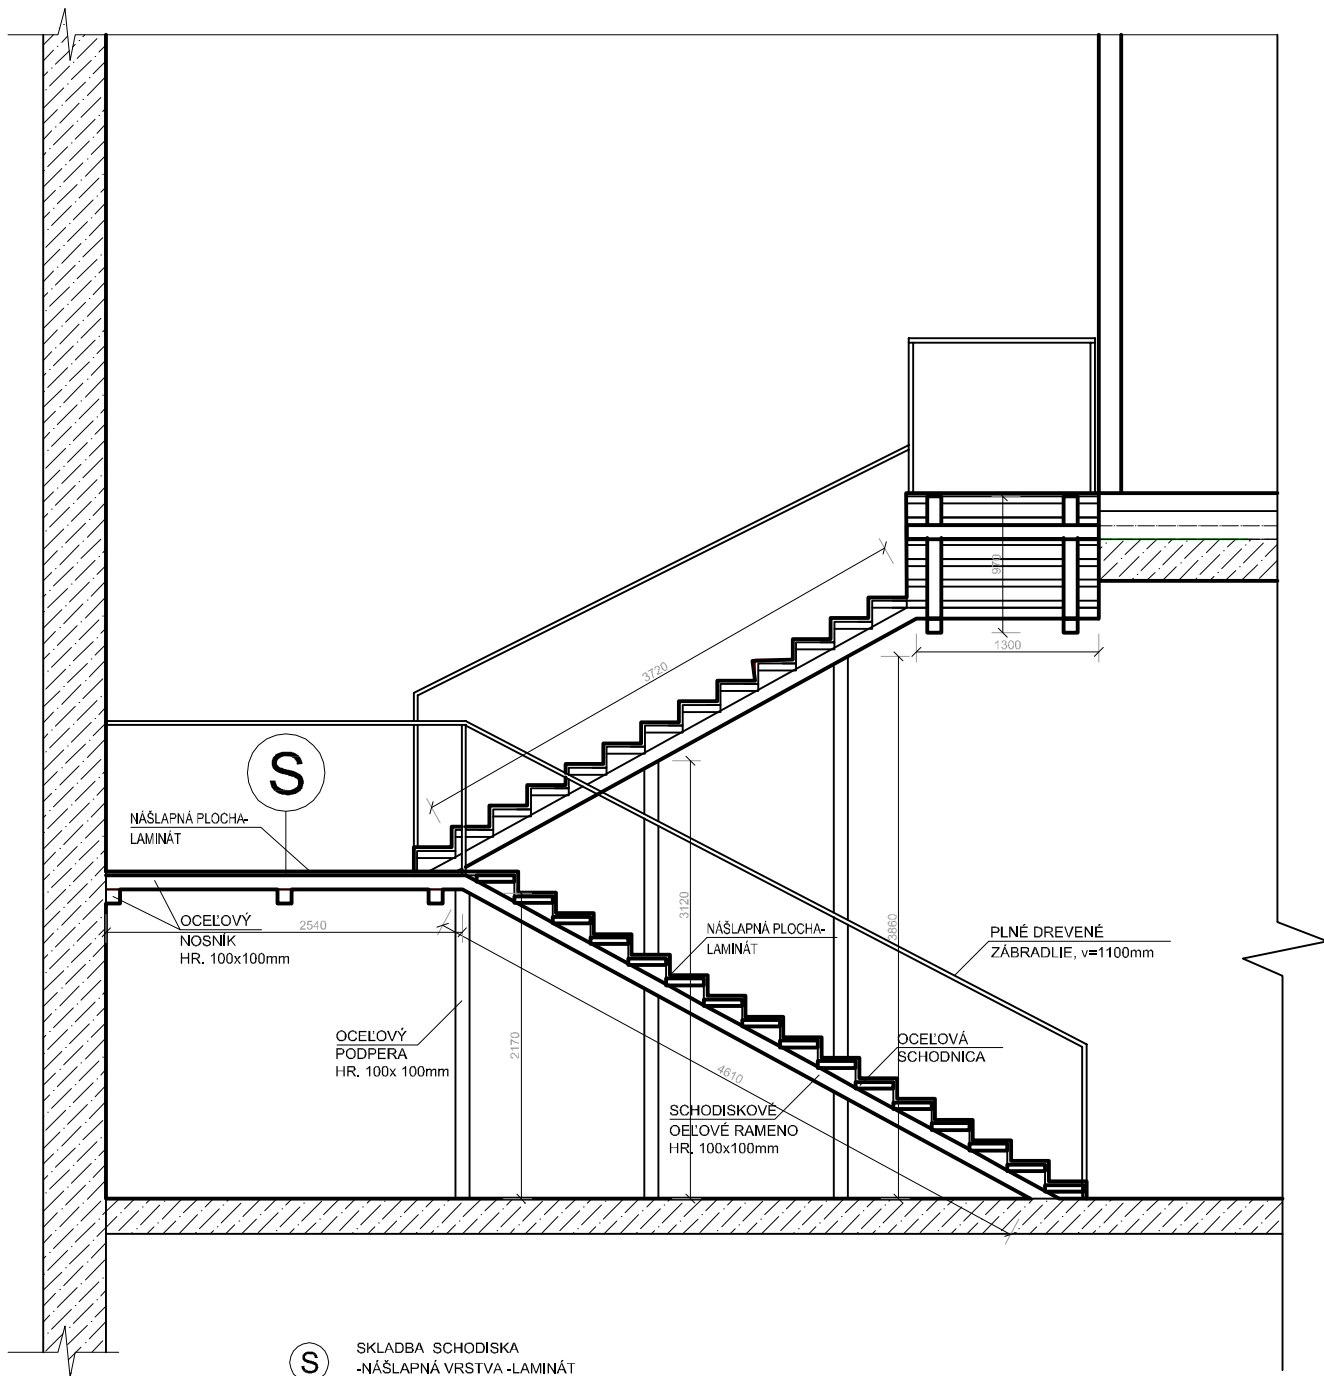 970
1300
3720
S
NÁŠLAPNÁ PLOCHA-
LAMINÁT
OCEĽOVÝ
NOSNÍK
HR. 100x100mm
2540
3120
3860
NÁŠLAPNÁ PLOCHA-
LAMINÁT
PLNÉ DREVENÉ
ZÁBRADLIE, v=1100mm
OCEĽOVÝ
PODPERA
HR. 100x 100mm
2170
4610
OCEĽOVÁ
SCHODNICA
SCHODISKOVÉ
OEĽOVÉ RAMENO
HR. 100x100mm
S
SKLADBA SCHODISKA
-NÁŠLAPNÁ VRSTVA -LAMINÁT